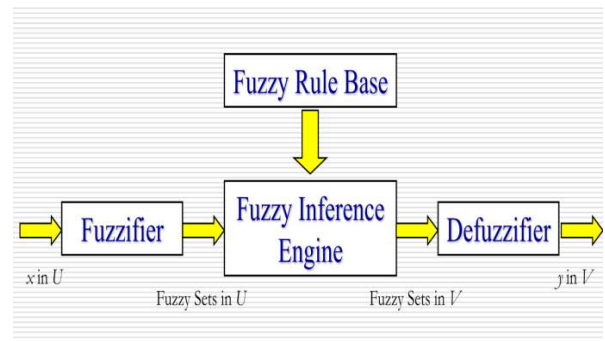 Fuzzy Rule Base
Fuzzifier
Fuzzy Inference
Engine
Defuzzifier
x in U
Fuzzy Sets in U
Fuzzy Sets in V
y in V